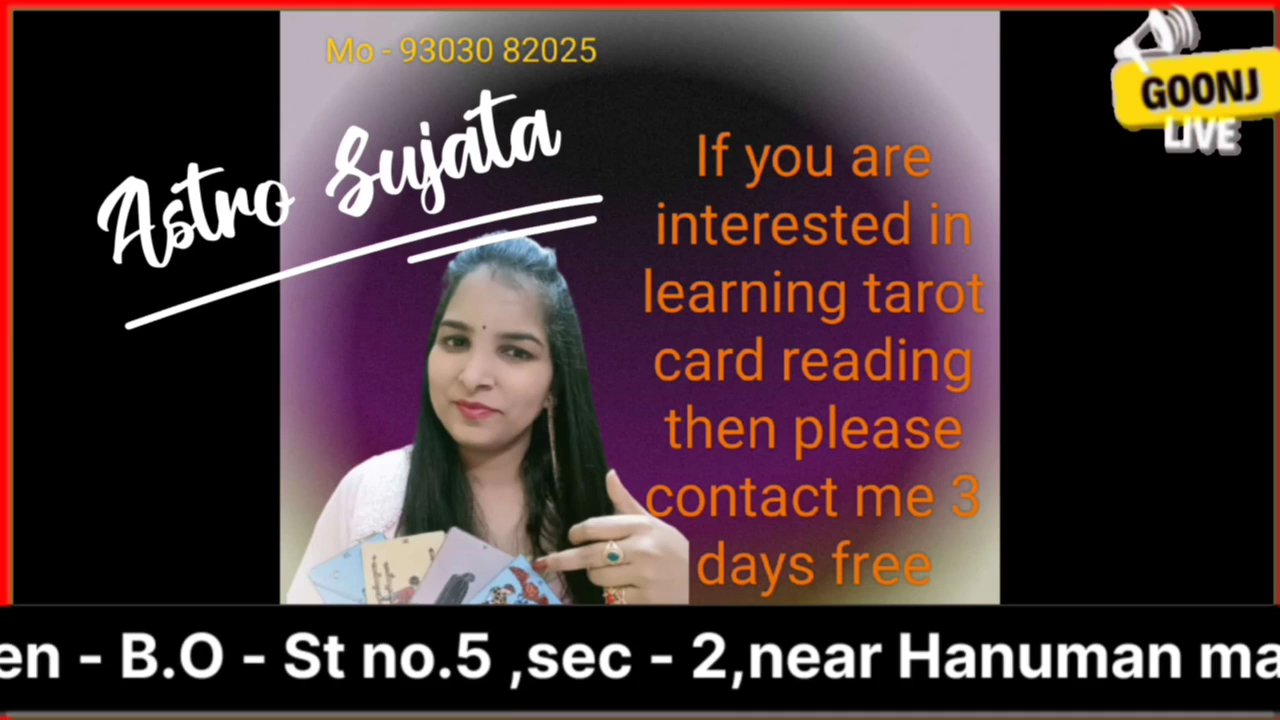 Mo - 93030 82025
GOONJ
LIVE
Astro Sujata
If you are
interested in
learning tarot
card reading
then please
contact me 3
days free
en - B.O - St no.5 ,sec - 2,near Hanuman ma